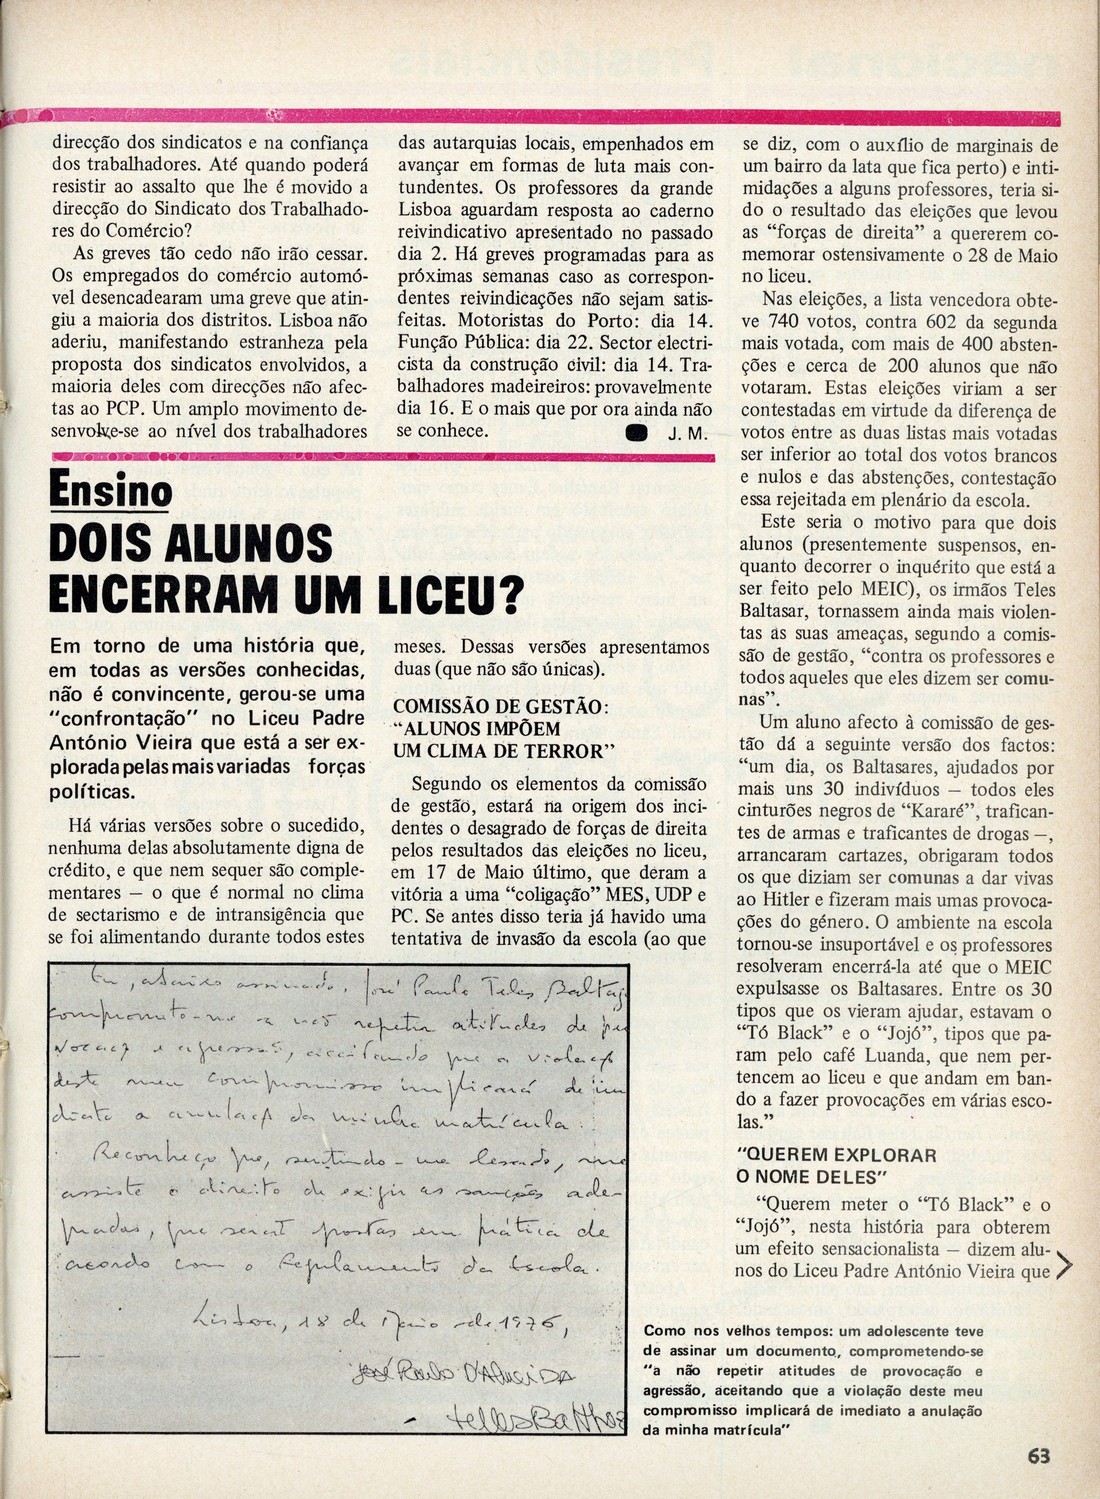 direcção dos sindicatos e na confiança
dos trabalhadores. Até quando poderá
resistir ao assalto que lhe é movido a
direcção do Sindicato dos Trabalhado-
res do Comércio?
As greves tão cedo não irão cessar.
Os empregados do comércio automó-
vel desencadearam uma greve que atin-
giu a maioria dos distritos. Lisboa não
aderiu, manifestando estranheza pela
proposta dos sindicatos envolvidos, a
maioria deles com direcções não afec-
tas ao PCP. Um amplo movimento de-
senvolve-se ao nível dos trabalhadores
das autarquias locais, empenhados em
avançar em formas de luta mais con-
tundentes. Os professores da grande
Lisboa aguardam resposta ao caderno
reivindicativo apresentado no passado
dia 2. Há greves programadas para as
próximas semanas caso as correspon-
dentes reivindicações não sejam satis-
feitas. Motoristas do Porto: dia 14.
Função Pública: dia 22. Sector electri-
cista da construção civil: dia 14. Tra-
balhadores madeireiros: provavelmente
dia 16. E o mais que por ora ainda não
se conhece. J. M.
Ensino
DOIS ALUNOS
ENCERRAM UM LICEU?
Em torno de uma história que,
em todas as versões conhecidas,
não é convincente, gerou-se uma
"confrontação" no Liceu Padre
António Vieira que está a ser ex-
plorada pelas mais variadas forças
políticas.
Há várias versões sobre o sucedido,
nenhuma delas absolutamente digna de
crédito, e que nem sequer são comple-
mentares — o que é normal no clima
de sectarismo e de intransigência que
se foi alimentando durante todos estes
meses. Dessas versões apresentamos
duas (que não são únicas).
COMISSÃO DE GESTÃO:
"ALUNOS IMPÕEM
UM CLIMA DE TERROR"
Segundo os elementos da comissão
de gestão, estará na origem dos inci-
dentes o desagrado de forças de direita
pelos resultados das eleições no liceu,
em 17 de Maio último, que deram a
vitória a uma "coligação" MES, UDP e
PC. Se antes disso teria já havido uma
tentativa de invasão da escola (ao que
se diz, com o auxílio de marginais de
um bairro da lata que fica perto) e inti-
midações a alguns professores, teria si-
do o resultado das eleições que levou
as "forças de direita" a quererem co-
memorar ostensivamente o 28 de Maio
no liceu.
Nas eleições, a lista vencedora obte-
ve 740 votos, contra 602 da segunda
mais votada, com mais de 400 absten-
ções e cerca de 200 alunos que não
votaram. Estas eleições viriam a ser
contestadas em virtude da diferença de
votos entre as duas listas mais votadas
ser inferior ao total dos votos brancos
e nulos e das abstenções, contestação
essa rejeitada em plenário da escola.
Este seria o motivo para que dois
alunos (presentemente suspensos, en-
quanto decorrer o inquérito que está a
ser feito pelo MEIC), os irmãos Teles
Baltasar, tornassem ainda mais violen-
tas as suas ameaças, segundo a comis-
são de gestão, "contra os professores e
todos aqueles que eles dizem ser comu-
nas".
Um aluno afecto à comissão de ges-
tão dá a seguinte versão dos factos:
"um dia, os Baltasares, ajudados por
mais uns 30 indivíduos — todos eles
cinturões negros de "Kararé", trafican-
tes de armas e traficantes de drogas —,
arrancaram cartazes, obrigaram todos
os que diziam ser comunas a dar vivas
ao Hitler e fizeram mais umas provoca-
ções do género. O ambiente na escola
tornou-se insuportável e os professores
resolveram encerrá-la até que o MEIC
expulsasse os Baltasares. Entre os 30
tipos que os vieram ajudar, estavam o
"Tó Black" e o "Jojó", tipos que pa-
ram pelo café Luanda, que nem per-
tencem ao liceu e que andam em ban-
do a fazer provocações em várias esco-
las."
"QUEREM EXPLORAR
O NOME DELES"
"Querem meter o "Tó Black" e o
"Jojó", nesta história para obterem
um efeito sensacionalista — dizem alu-
nos do Liceu Padre António Vieira que
Eu, abaixo assinado, José Paulo Teles Baltaz
comprometo-me a não repetir atitudes de pro
vocação e agressão, aceitando que a violação
deste meu compromisso implicará de ime
diato a anulação da minha matrícula.
Reconheço que, sentindo-me lesado, me
assiste o direito de exigir as sanções ade-
quadas, que serão postas em prática de
acordo com o Regulamento da Escola.
Lisboa, 18 de Maio de 1976,
José Paulo D'Almeida
Telles Balthaz
Como nos velhos tempos: um adolescente teve
de assinar um documento, comprometendo-se
"a não repetir atitudes de provocação e
agressão, aceitando que a violação deste meu
compromisso implicará de imediato a anulação
da minha matrícula"
63